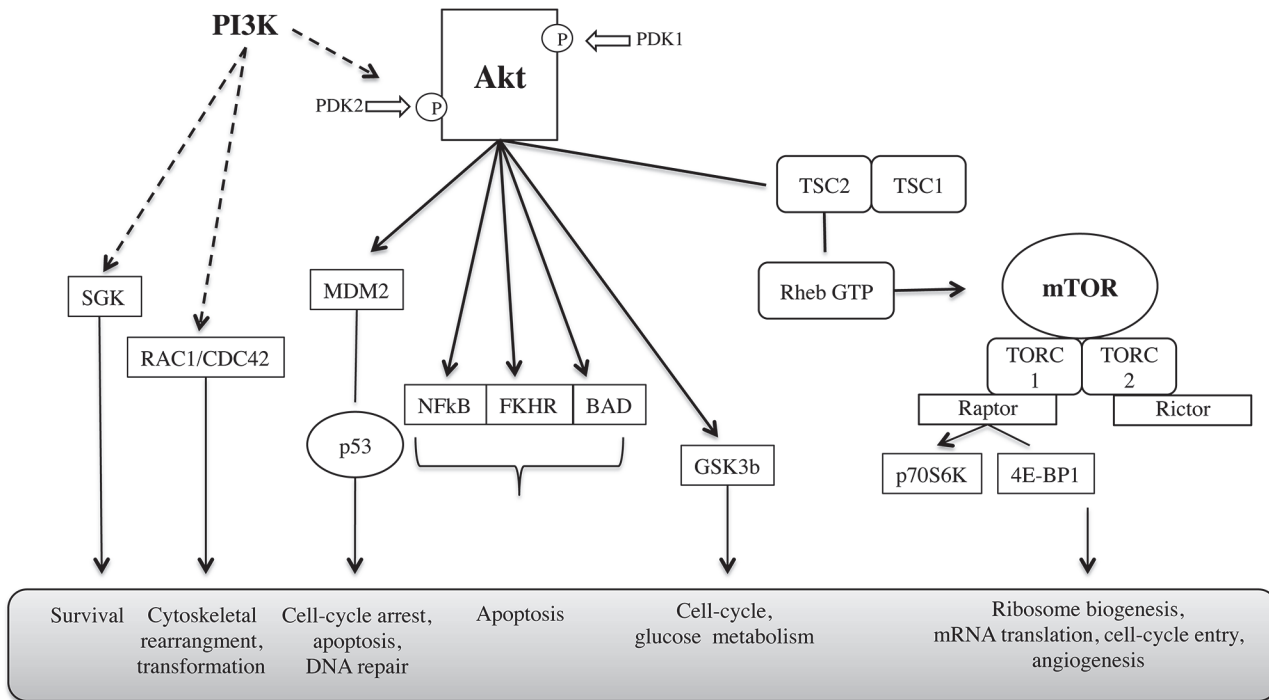 PI3K
Akt
P
PDK1
PDK2
P
TSC2
TSC1
SGK
MDM2
Rheb GTP
mTOR
RAC1/CDC42
TORC
1
TORC
2
NFkB
FKHR
BAD
Raptor
Rictor
p53
GSK3b
p70S6K
4E-BP1
Survival
Cytoskeletal
rearrangment,
transformation
Cell-cycle arrest,
apoptosis,
DNA repair
Apoptosis
Cell-cycle,
glucose metabolism
Ribosome biogenesis,
mRNA translation, cell-cycle entry,
angiogenesis